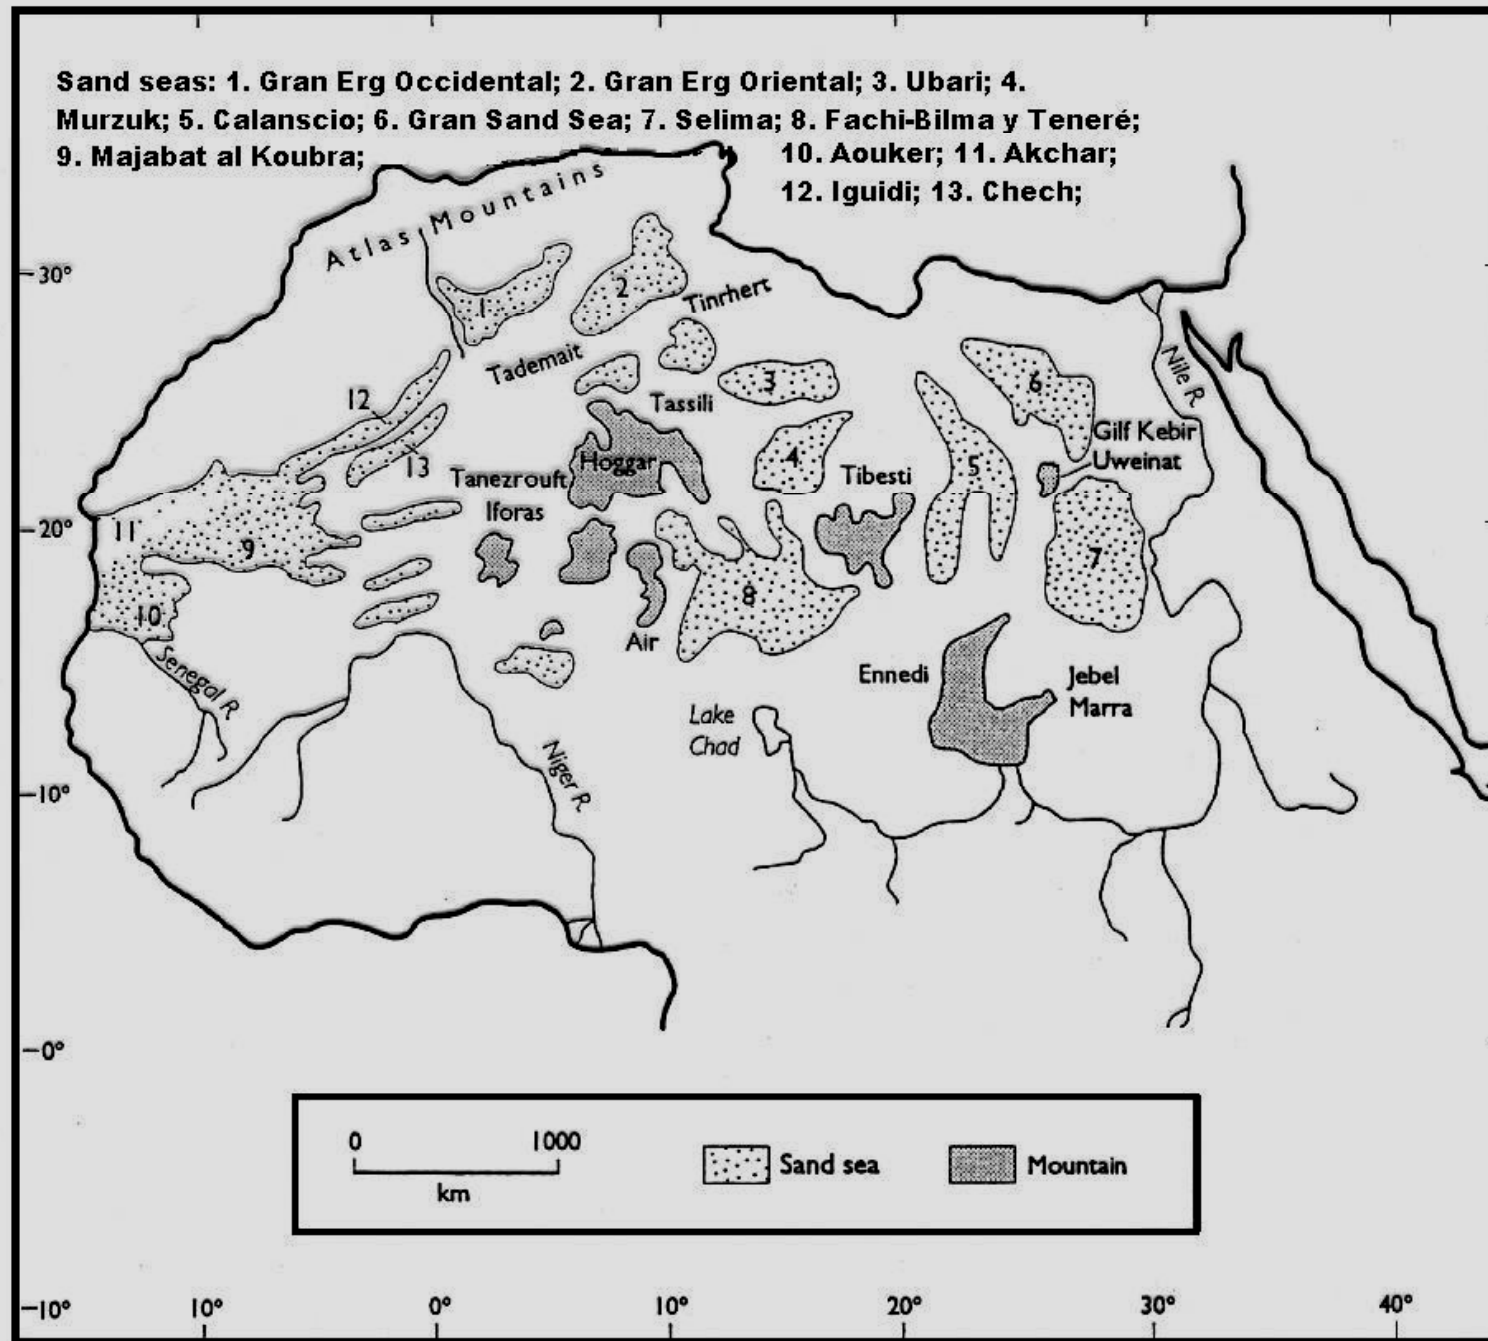 Sand seas: 1. Gran Erg Occidental; 2. Gran Erg Oriental; 3. Ubari; 4.
Murzuk; 5. Calanscio; 6. Gran Sand Sea; 7. Selima; 8. Fachi-Bilma y Teneré;
9. Majabat al Koubra; 10. Aouker; 11. Akchar;
12. Iguidi; 13. Chech;
Atlas Mountains
30°
1
2
Tinrhert
Tademait
3
6
Nile R.
12
Tassili
13
Hoggar
4
Gilf Kebir
Uweinat
Tanezrouft
Tibesti
5
Iforas
20°
11
9
7
8
10
Air
Senegal R.
Ennedi
Jebel
Marra
Lake
Chad
Niger R.
10°
0°
0 1000
km
Sand sea
Mountain
-10°
10° 0° 10° 20° 30° 40°